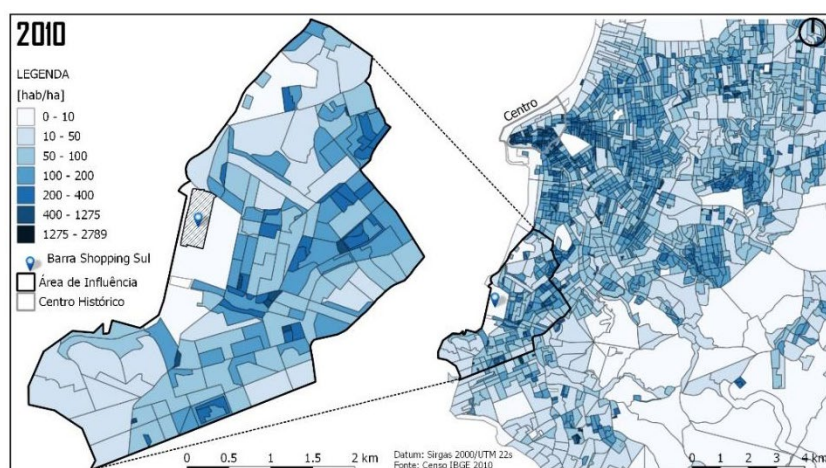 2010
LEGENDA
[hab/ha]
0 - 10
10 - 50
50 - 100
100 - 200
200 - 400
400 - 1275
1275 - 2789
Barra Shopping Sul
Área de Influência
Centro Histórico
Centro
0 0.5 1 1.5 2 km
Datum: Sirgas 2000/UTM 22s
Fonte: Censo IBGE 2010
0 1 2 3 4 km